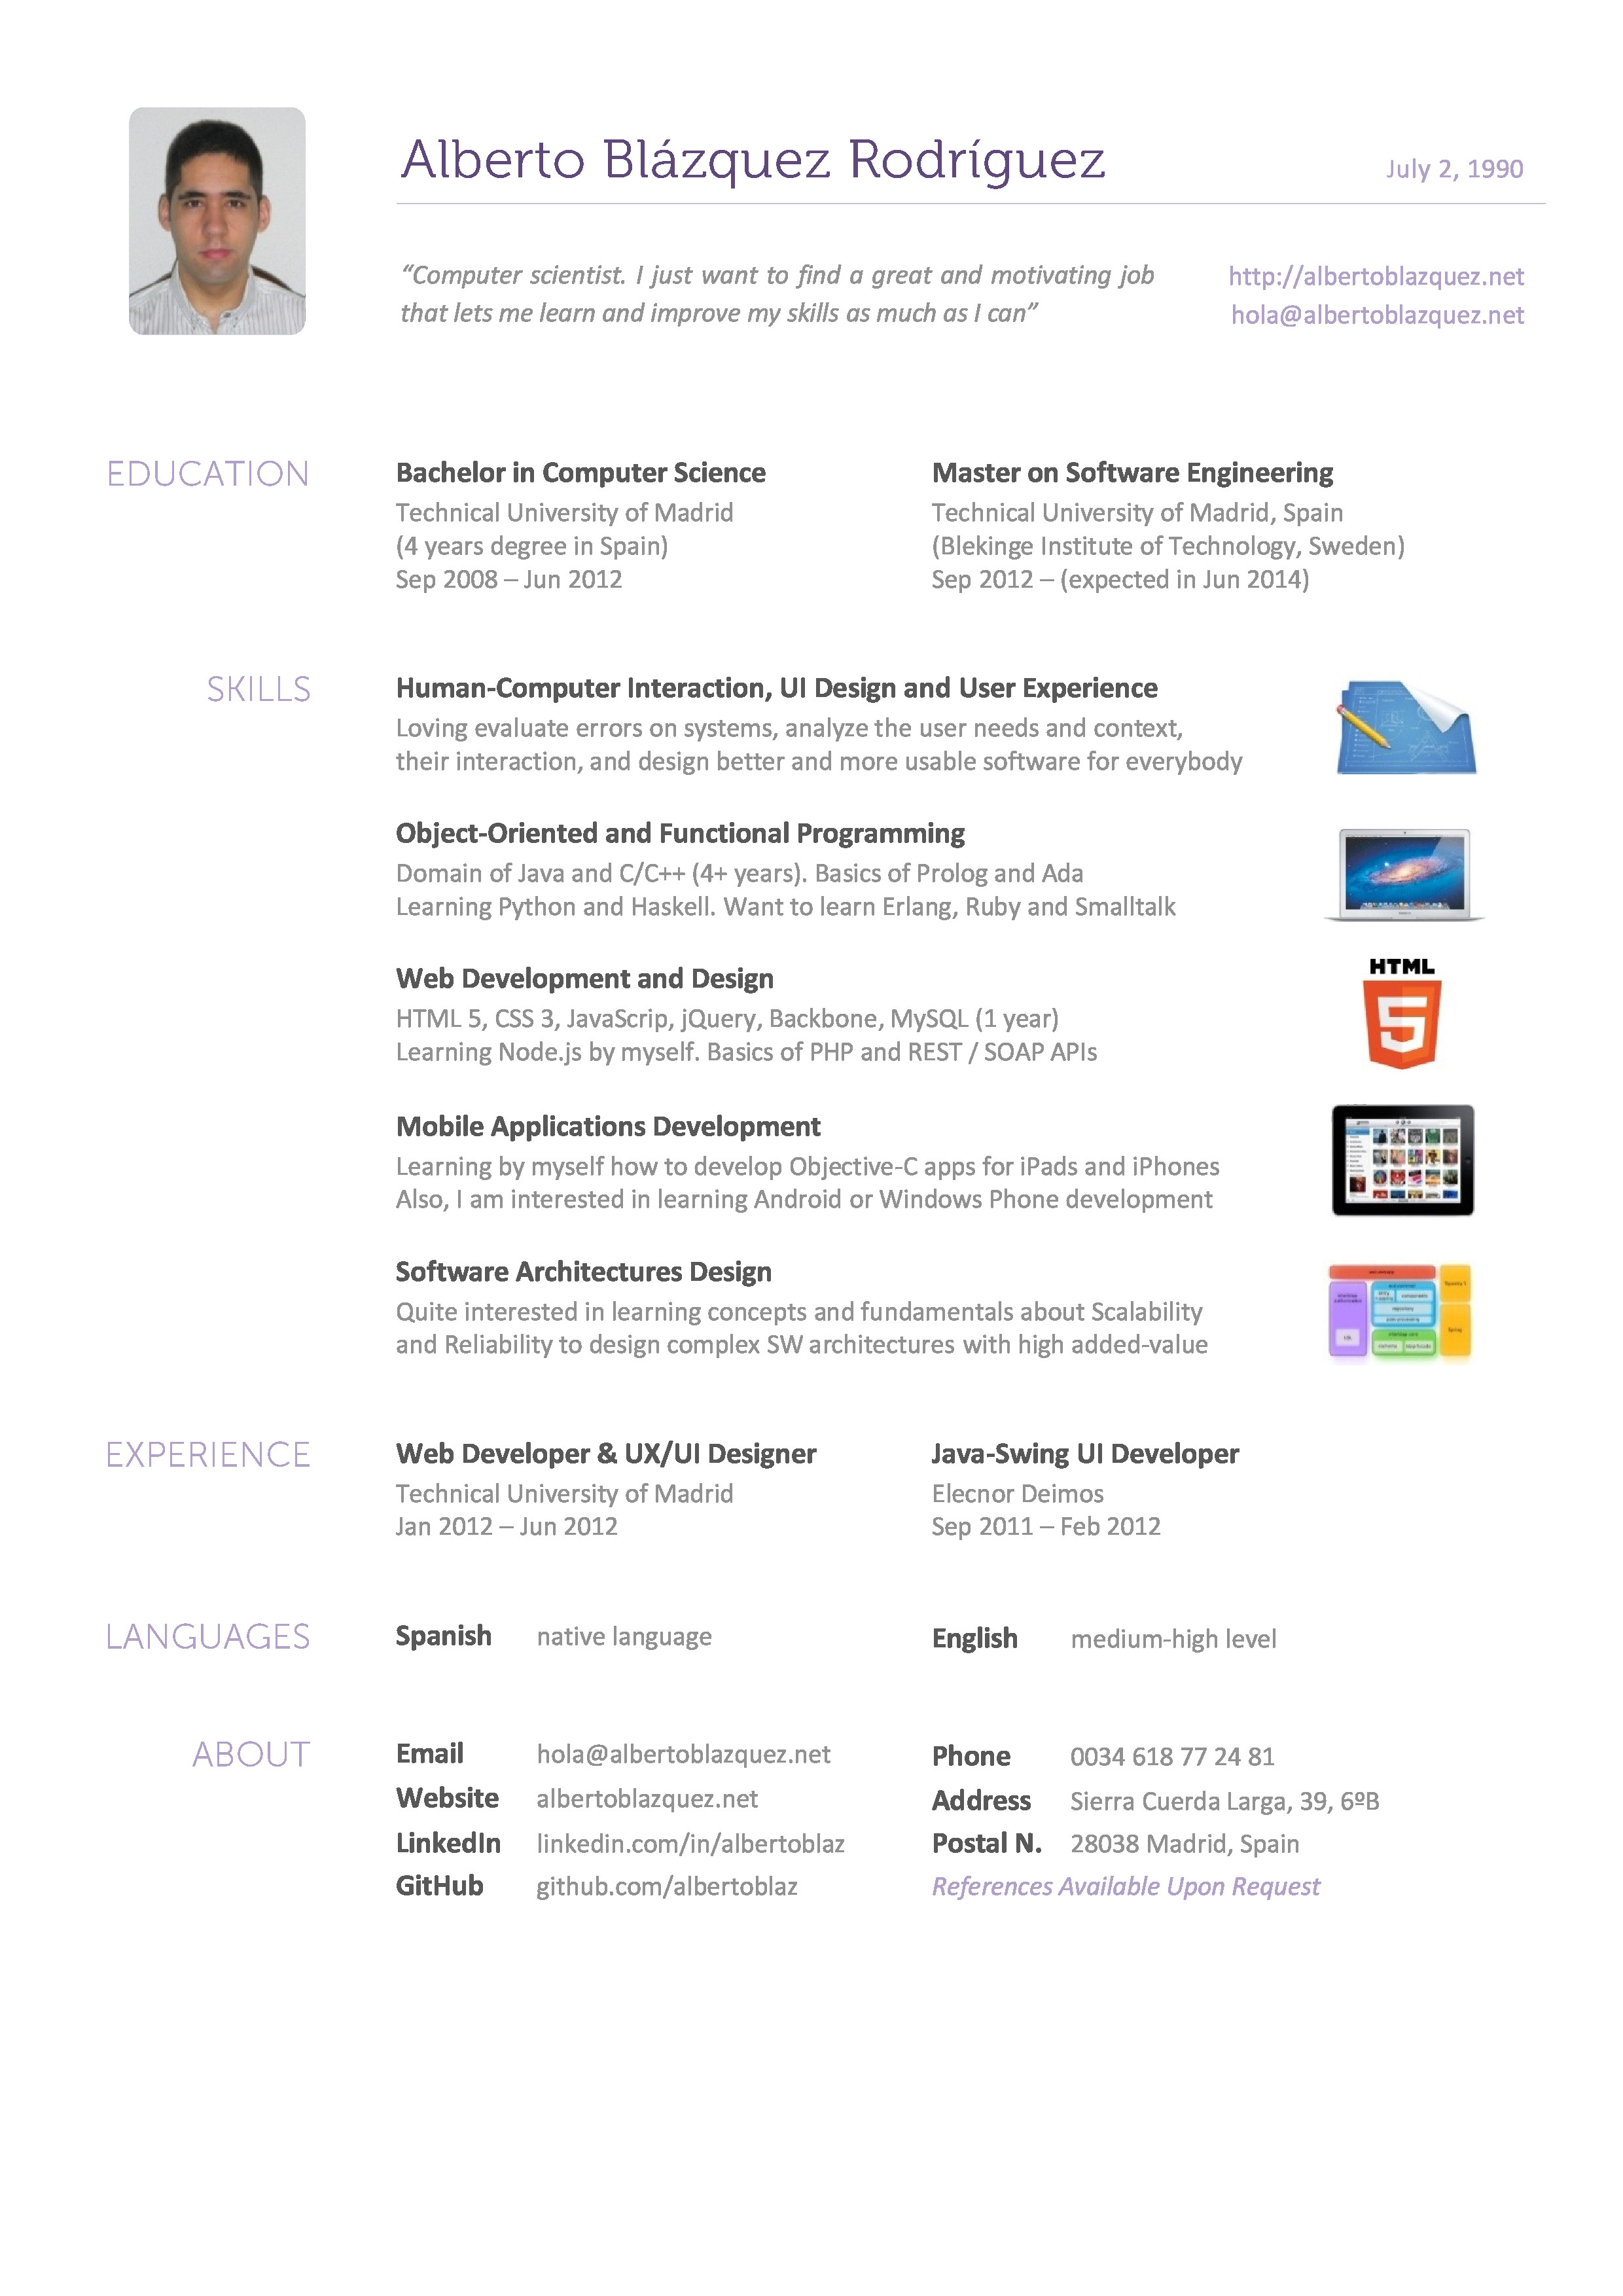 Alberto Blázquez Rodríguez
July 2, 1990
“Computer scientist. I just want to find a great and motivating job
that lets me learn and improve my skills as much as I can”
http://albertoblazquez.net
hola@albertoblazquez.net
EDUCATION
Bachelor in Computer Science
Technical University of Madrid
(4 years degree in Spain)
Sep 2008 – Jun 2012
Master on Software Engineering
Technical University of Madrid, Spain
(Blekinge Institute of Technology, Sweden)
Sep 2012 – (expected in Jun 2014)
SKILLS
Human-Computer Interaction, UI Design and User Experience
Loving evaluate errors on systems, analyze the user needs and context,
their interaction, and design better and more usable software for everybody
Object-Oriented and Functional Programming
Domain of Java and C/C++ (4+ years). Basics of Prolog and Ada
Learning Python and Haskell. Want to learn Erlang, Ruby and Smalltalk
Web Development and Design
HTML 5, CSS 3, JavaScrip, jQuery, Backbone, MySQL (1 year)
Learning Node.js by myself. Basics of PHP and REST / SOAP APIs
HTML
5
Mobile Applications Development
Learning by myself how to develop Objective-C apps for iPads and iPhones
Also, I am interested in learning Android or Windows Phone development
Software Architectures Design
Quite interested in learning concepts and fundamentals about Scalability
and Reliability to design complex SW architectures with high added-value
EXPERIENCE
Web Developer & UX/UI Designer
Technical University of Madrid
Jan 2012 – Jun 2012
Java-Swing UI Developer
Elecnor Deimos
Sep 2011 – Feb 2012
LANGUAGES
Spanish native language
English medium-high level
ABOUT
Email hola@albertoblazquez.net
Website albertoblazquez.net
LinkedIn linkedin.com/in/albertoblaz
GitHub github.com/albertoblaz
Phone 0034 618 77 24 81
Address Sierra Cuerda Larga, 39, 6ºB
Postal N. 28038 Madrid, Spain
References Available Upon Request